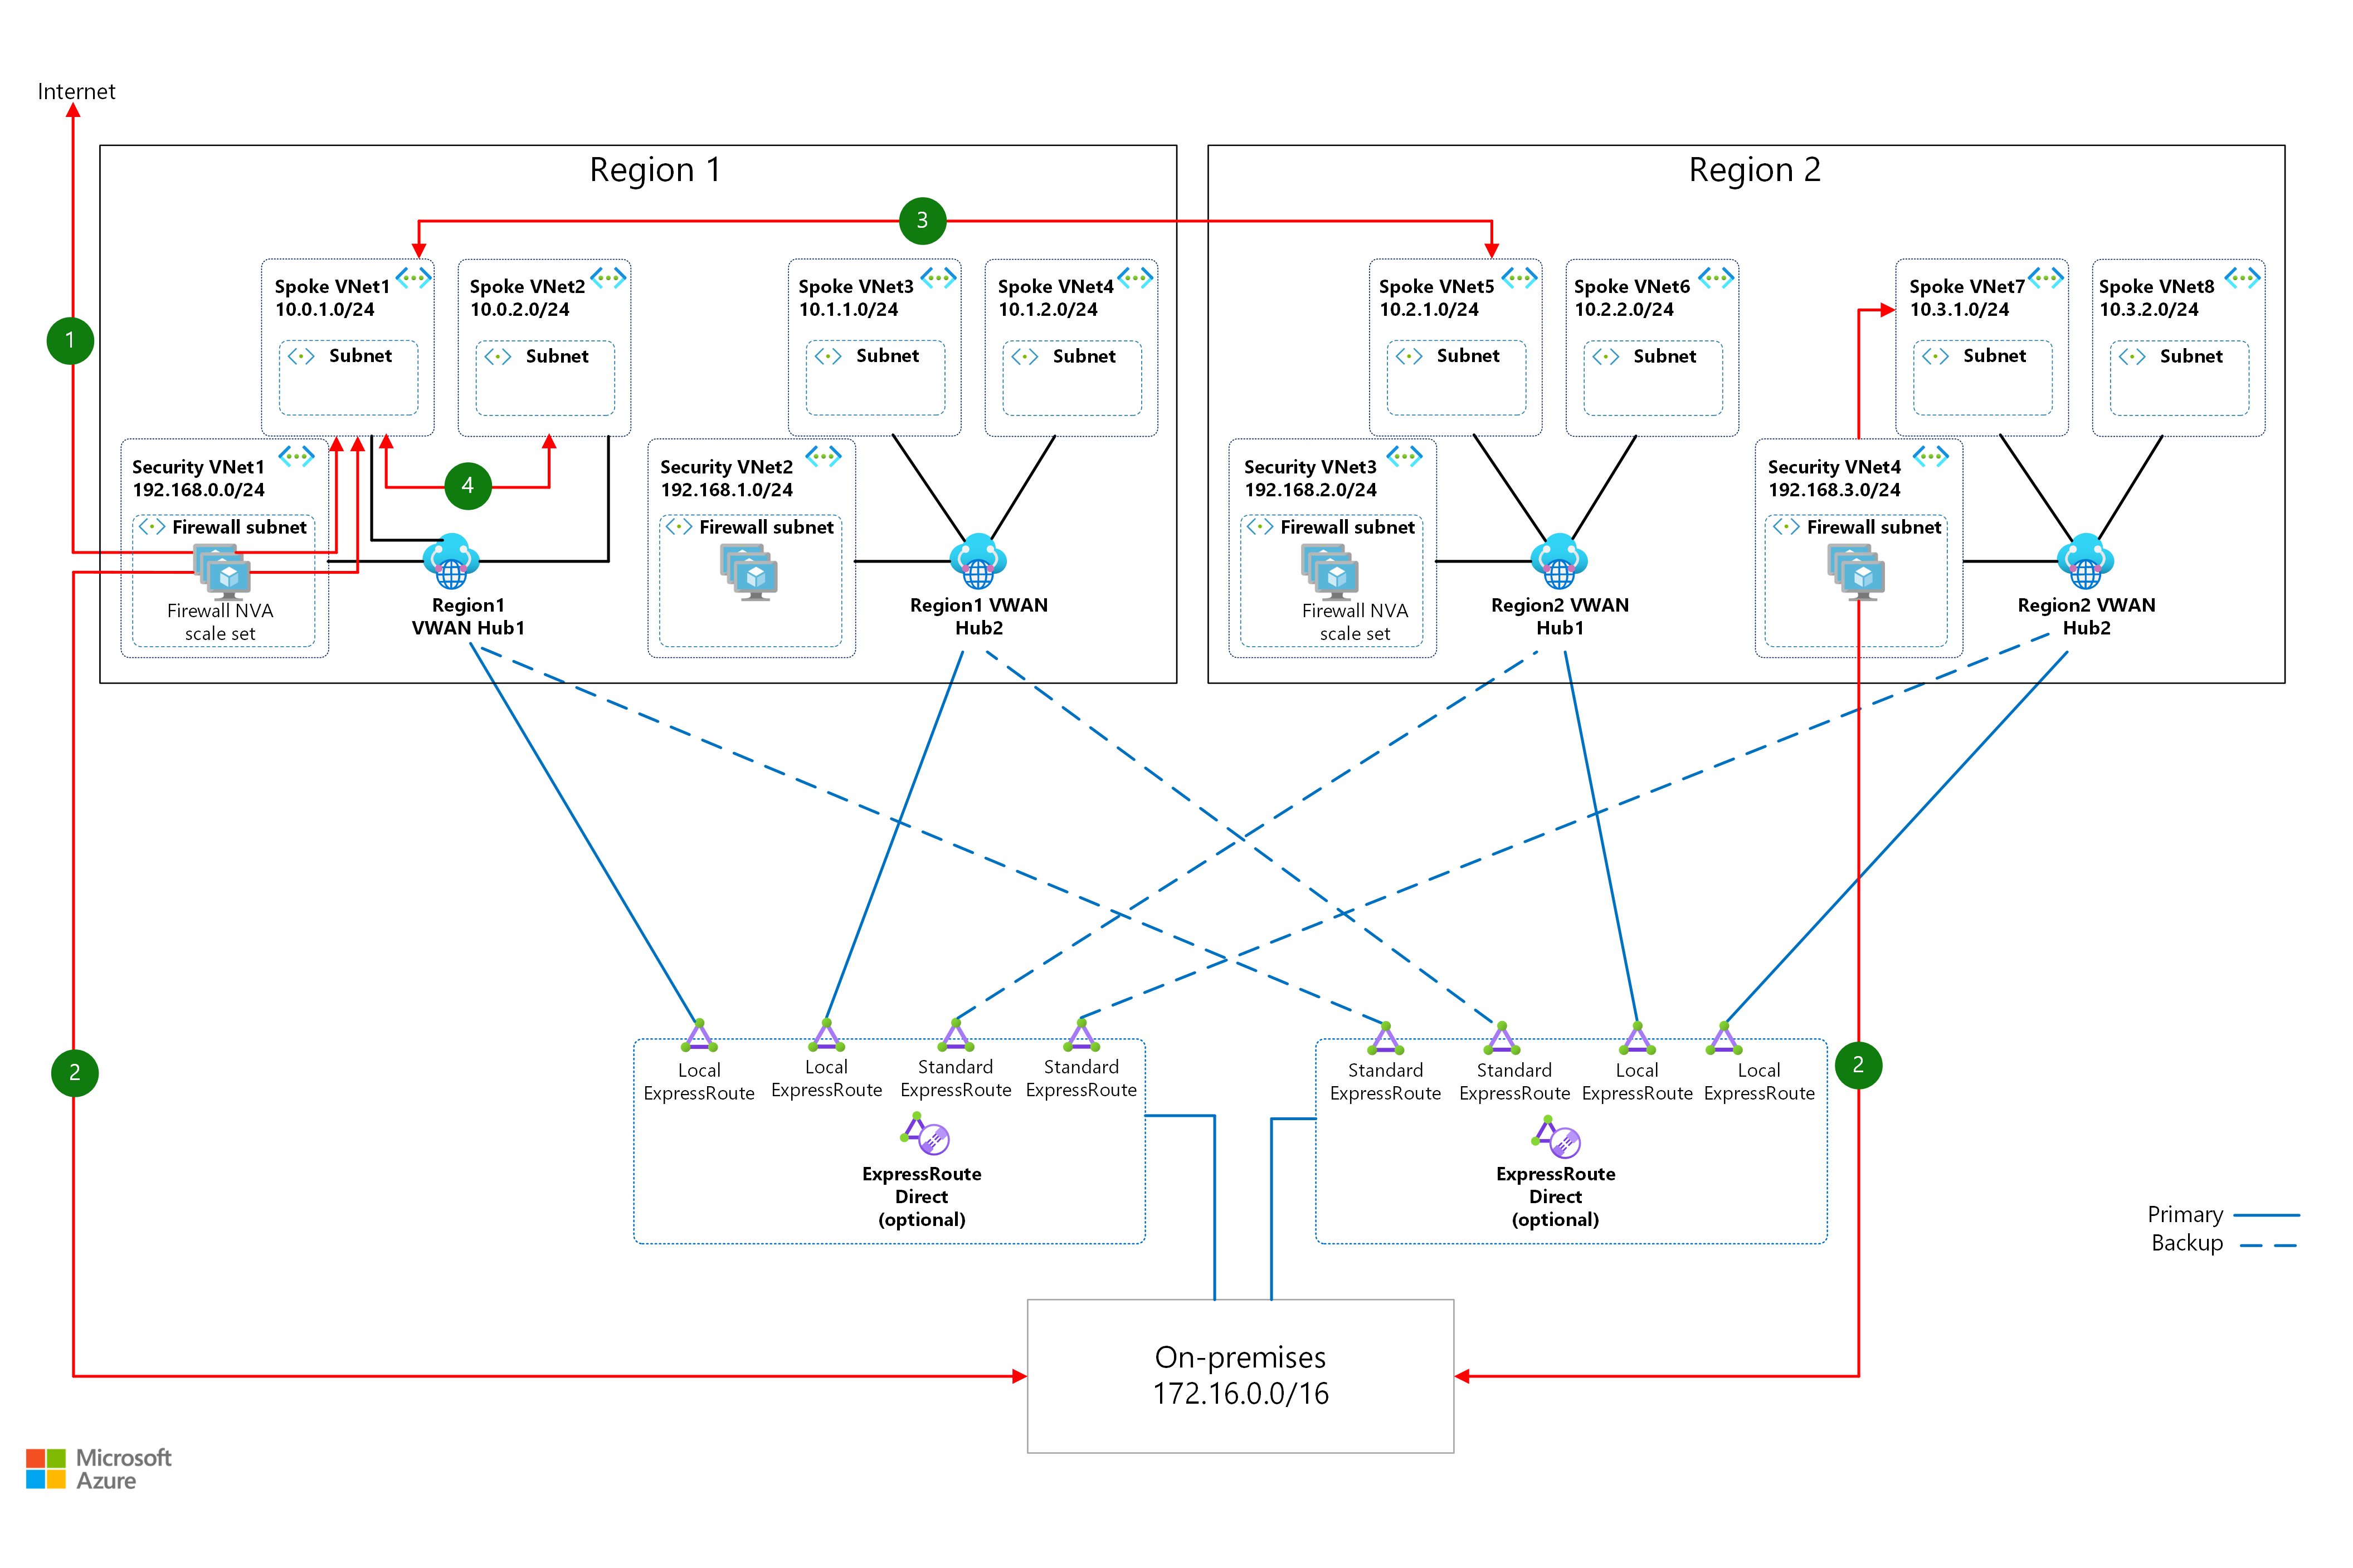 Internet
Region 1
Region 2
3
1
Spoke VNet1
10.0.1.0/24
Subnet
Spoke VNet2
10.0.2.0/24
Subnet
Spoke VNet3
10.1.1.0/24
Subnet
Spoke VNet4
10.1.2.0/24
Subnet
Spoke VNet5
10.2.1.0/24
Subnet
Spoke VNet6
10.2.2.0/24
Subnet
Spoke VNet7
10.3.1.0/24
Subnet
Spoke VNet8
10.3.2.0/24
Subnet
Security VNet1
192.168.0.0/24
Firewall subnet
Firewall NVA
scale set
4
Region1
VWAN Hub1
Security VNet2
192.168.1.0/24
Firewall subnet
Region1 VWAN
Hub2
Security VNet3
192.168.2.0/24
Firewall subnet
Firewall NVA
scale set
Region2 VWAN
Hub1
Security VNet4
192.168.3.0/24
Firewall subnet
Region2 VWAN
Hub2
2
Local
ExpressRoute
Local
ExpressRoute
Standard
ExpressRoute
Standard
ExpressRoute
ExpressRoute
Direct
(optional)
Standard
ExpressRoute
Standard
ExpressRoute
Local
ExpressRoute
Local
ExpressRoute
ExpressRoute
Direct
(optional)
2
Primary
Backup
On-premises
172.16.0.0/16
Microsoft
Azure